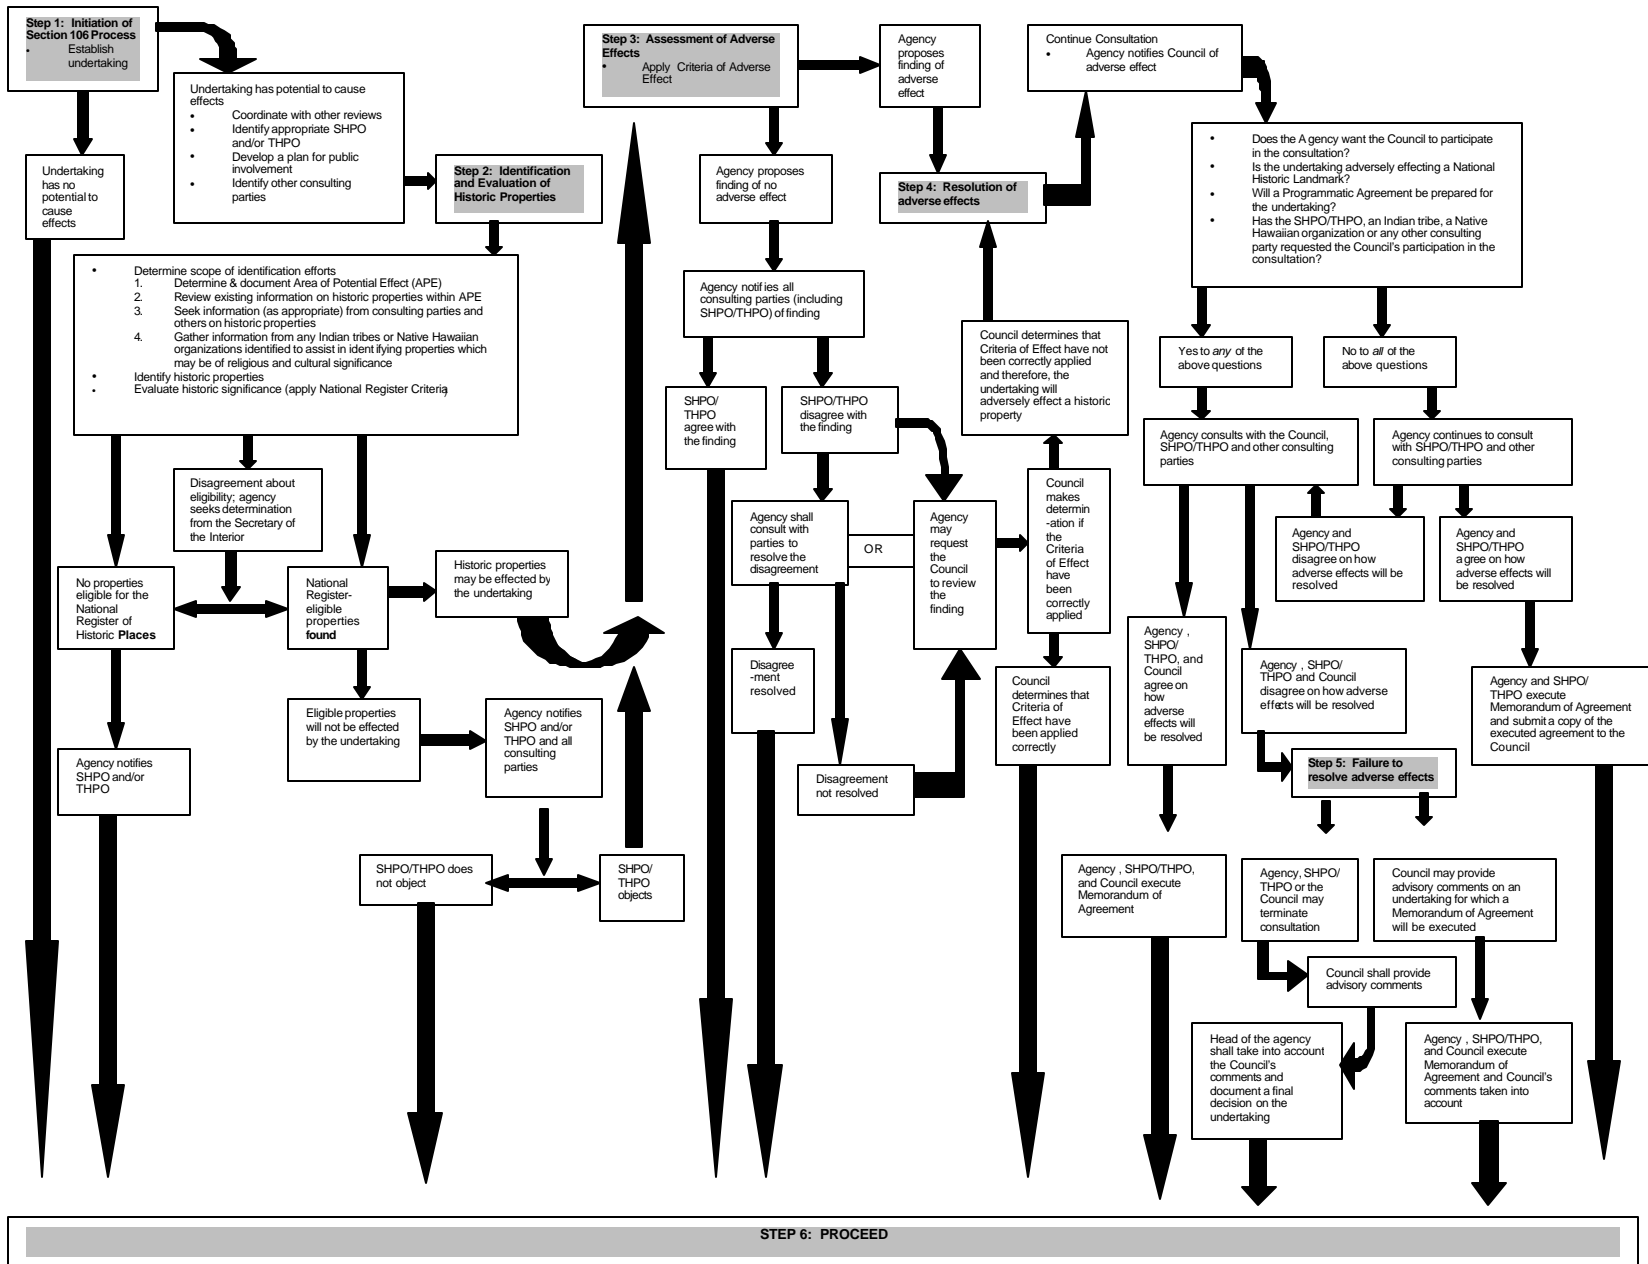 Step 1: Initiation of
Section 106 Process
• Establish
undertaking
Undertaking has potential to cause
effects
• Coordinate with other reviews
• Identify appropriate SHPO
and/or THPO
• Develop a plan for public
involvement
• Identify other consulting
parties
Undertaking
has no
potential to
cause
effects
Step 2: Identification
and Evaluation of
Historic Properties
• Determine scope of identification efforts
1. Determine & document Area of Potential Effect (APE)
2. Review existing information on historic properties within APE
3. Seek information (as appropriate) from consulting parties and
others on historic properties
4. Gather information from any Indian tribes or Native Hawaiian
organizations identified to assist in identifying properties which
may be of religious and cultural significance
• Identify historic properties
• Evaluate historic significance (apply National Register Criteria)
Disagreement about
eligibility; agency
seeks determination
from the Secretary of
the Interior
No properties
eligible for the
National
Register of
Historic Places
National
Register-
eligible
properties
found
Historic properties
may be effected by
the undertaking
Agency notifies
SHPO and/or
THPO
Eligible properties
will not be effected
by the undertaking
Agency notifies
SHPO and/or
THPO and all
consulting
parties
SHPO/THPO does
not object
SHPO/
THPO
objects
Step 3: Assessment of Adverse
Effects
• Apply Criteria of Adverse
Effect
Agency
proposes
finding of
adverse
effect
Agency proposes
finding of no
adverse effect
Step 4: Resolution of
adverse effects
Agency notifies all
consulting parties (including
SHPO/THPO) of finding
SHPO/
THPO
agree with
the finding
SHPO/THPO
disagree with
the finding
Council determines that
Criteria of Effect have not
been correctly applied
and therefore, the
undertaking will
adversely effect a historic
property
Agency shall
consult with
parties to
resolve the
disagreement
OR
Agency
may
request
the
Council
to review
the
finding
Council
makes
determin
-ation if
the
Criteria
of Effect
have
been
correctly
applied
Disagree
-ment
resolved
Disagreement
not resolved
Council
determines that
Criteria of
Effect have
been applied
correctly
Continue Consultation
• Agency notifies Council of
adverse effect
• Does the Agency want the Council to participate
in the consultation?
• Is the undertaking adversely effecting a National
Historic Landmark?
• Will a Programmatic Agreement be prepared for
the undertaking?
• Has the SHPO/THPO, an Indian tribe, a Native
Hawaiian organization or any other consulting
party requested the Council's participation in the
consultation?
Yes to any of the
above questions
No to all of the
above questions
Agency consults with the Council,
SHPO/THPO and other consulting
parties
Agency continues to consult
with SHPO/THPO and other
consulting parties
Agency and
SHPO/THPO
disagree on how
adverse effects will be
resolved
Agency and
SHPO/THPO
agree on how
adverse effects will
be resolved
Agency ,
SHPO/
THPO, and
Council
agree on
how
adverse
effects will
be resolved
Agency , SHPO/
THPO and Council
disagree on how adverse
effects will be resolved
Agency and SHPO/
THPO execute
Memorandum of Agreement
and submit a copy of the
executed agreement to the
Council
Step 5: Failure to
resolve adverse effects
Agency , SHPO/THPO,
and Council execute
Memorandum of
Agreement
Agency, SHPO/
THPO or the
Council may
terminate
consultation
Council may provide
advisory comments on an
undertaking for which a
Memorandum of Agreement
will be executed
Council shall provide
advisory comments
Head of the agency
shall take into account
the Council's
comments and
document a final
decision on the
undertaking
Agency , SHPO/THPO,
and Council execute
Memorandum of
Agreement and Council's
comments taken into
account
STEP 6: PROCEED